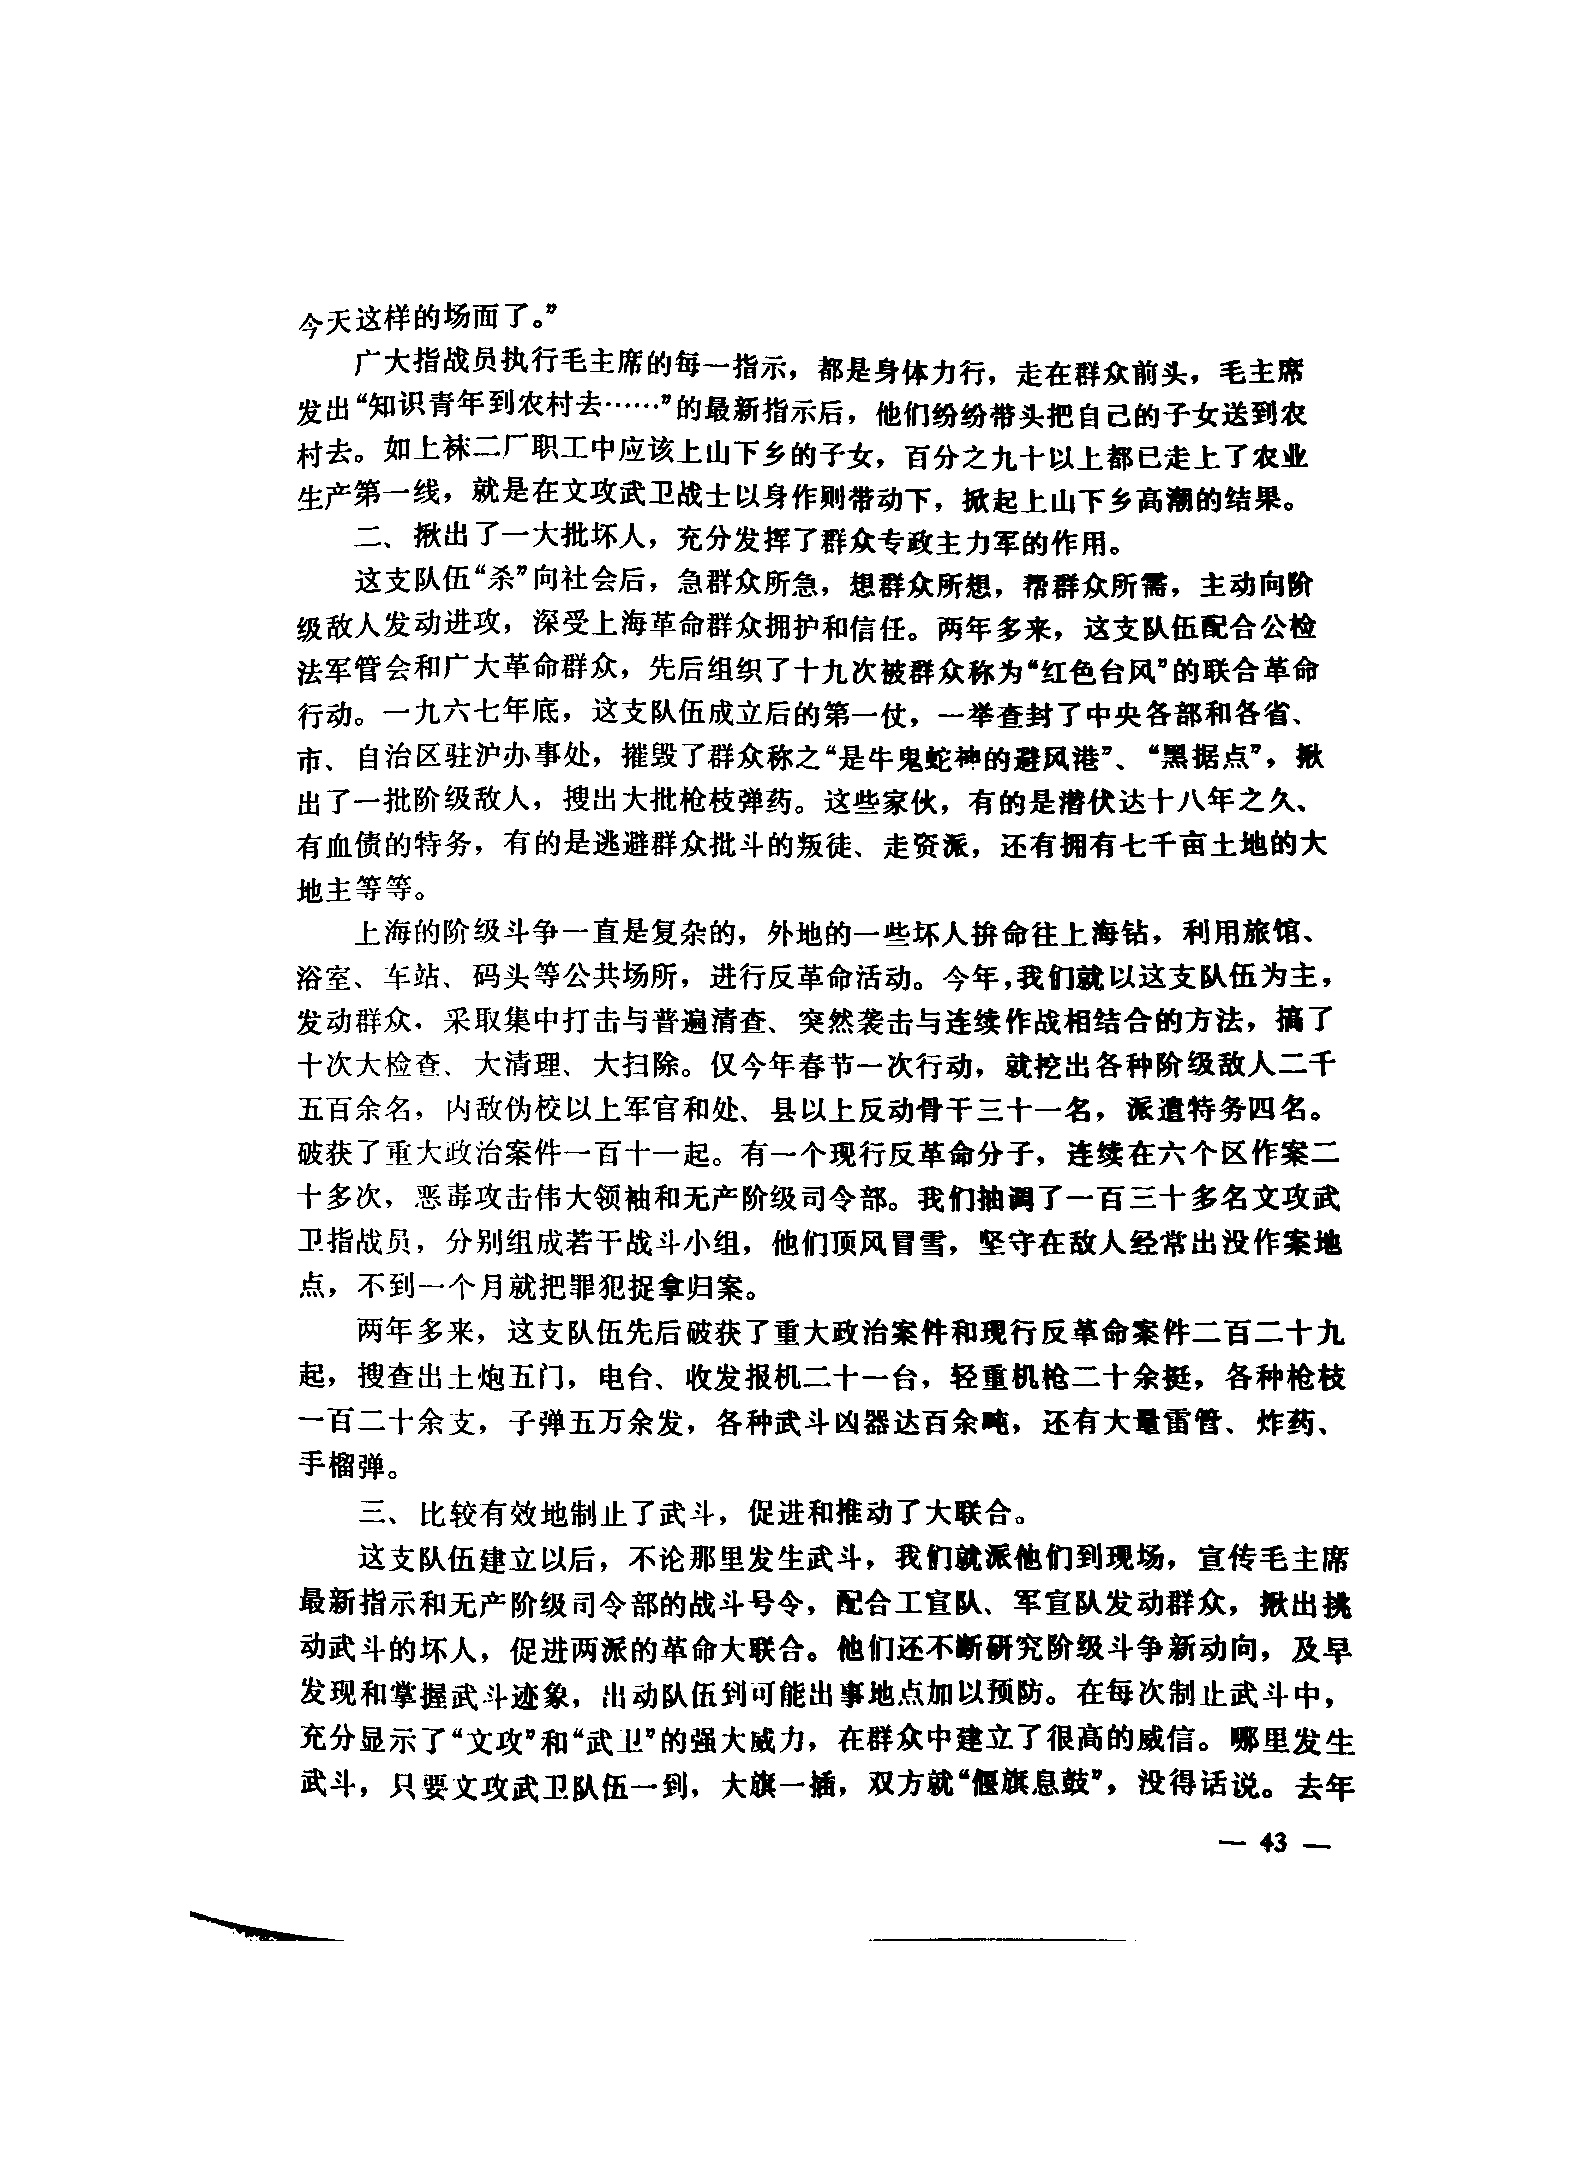 今天这样的场面了。”
广大指战员执行毛主席的每一指示，都是身体力行，走在群众前头，毛主席
发出“知识青年到农村去……”的最新指示后，他们纷纷带头把自己的子女送到农
村去。如上袜二厂职工中应该上山下乡的子女，百分之九十以上都已走上了农业
生产第一线，就是在文攻武卫战士以身作则带动下，掀起上山下乡高潮的结果。
二、揪出了一大批坏人，充分发挥了群众专政主力军的作用。
这支队伍“杀”向社会后，急群众所急，想群众所想，帮群众所需，主动向阶
级敌人发动进攻，深受上海革命群众拥护和信任。两年多来，这支队伍配合公检
法军管会和广大革命群众，先后组织了十九次被群众称为“红色台风”的联合革命
行动。一九六七年底，这支队伍成立后的第一仗，一举查封了中央各部和各省、
市、自治区驻沪办事处，摧毁了群众称之“是牛鬼蛇神的避风港”、“黑据点”，揪
出了一批阶级敌人，搜出大批枪枝弹药。这些家伙，有的是潜伏达十八年之久、
有血债的特务，有的是逃避群众批斗的叛徒、走资派，还有拥有七千亩土地的大
地主等等。
上海的阶级斗争一直是复杂的，外地的一些坏人拚命往上海钻，利用旅馆、
浴室、车站、码头等公共场所，进行反革命活动。今年，我们就以这支队伍为主，
发动群众，采取集中打击与普遍清查、突然袭击与连续作战相结合的方法，搞了
十次大检查、大清理、大扫除。仅今年春节一次行动，就挖出各种阶级敌人二千
五百余名，内敌伪校以上军官和处、县以上反动骨干三十一名，派遣特务四名。
破获了重大政治案件一百十一起。有一个现行反革命分子，连续在六个区作案二
十多次，恶毒攻击伟大领袖和无产阶级司令部。我们抽调了一百三十多名文攻武
卫指战员，分别组成若干战斗小组，他们顶风冒雪，坚守在敌人经常出没作案地
点，不到一个月就把罪犯捉拿归案。
两年多来，这支队伍先后破获了重大政治案件和现行反革命案件二百二十九
起，搜查出土炮五门，电台、收发报机二十一台，轻重机枪二十余挺，各种枪枝
一百二十余支，子弹五万余发，各种武斗凶器达百余吨，还有大量雷管、炸药、
手榴弹。
三、比较有效地制止了武斗，促进和推动了大联合。
这支队伍建立以后，不论那里发生武斗，我们就派他们到现场，宣传毛主席
最新指示和无产阶级司令部的战斗号令，配合工宣队、军宣队发动群众，揪出挑
动武斗的坏人，促进两派的革命大联合。他们还不断研究阶级斗争新动向，及早
发现和掌握武斗迹象，出动队伍到可能出事地点加以预防。在每次制止武斗中，
充分显示了“文攻”和“武卫”的强大威力，在群众中建立了很高的威信。哪里发生
武斗，只要文攻武卫队伍一到，大旗一插，双方就“偃旗息鼓”，没得话说。去年
— 43 —